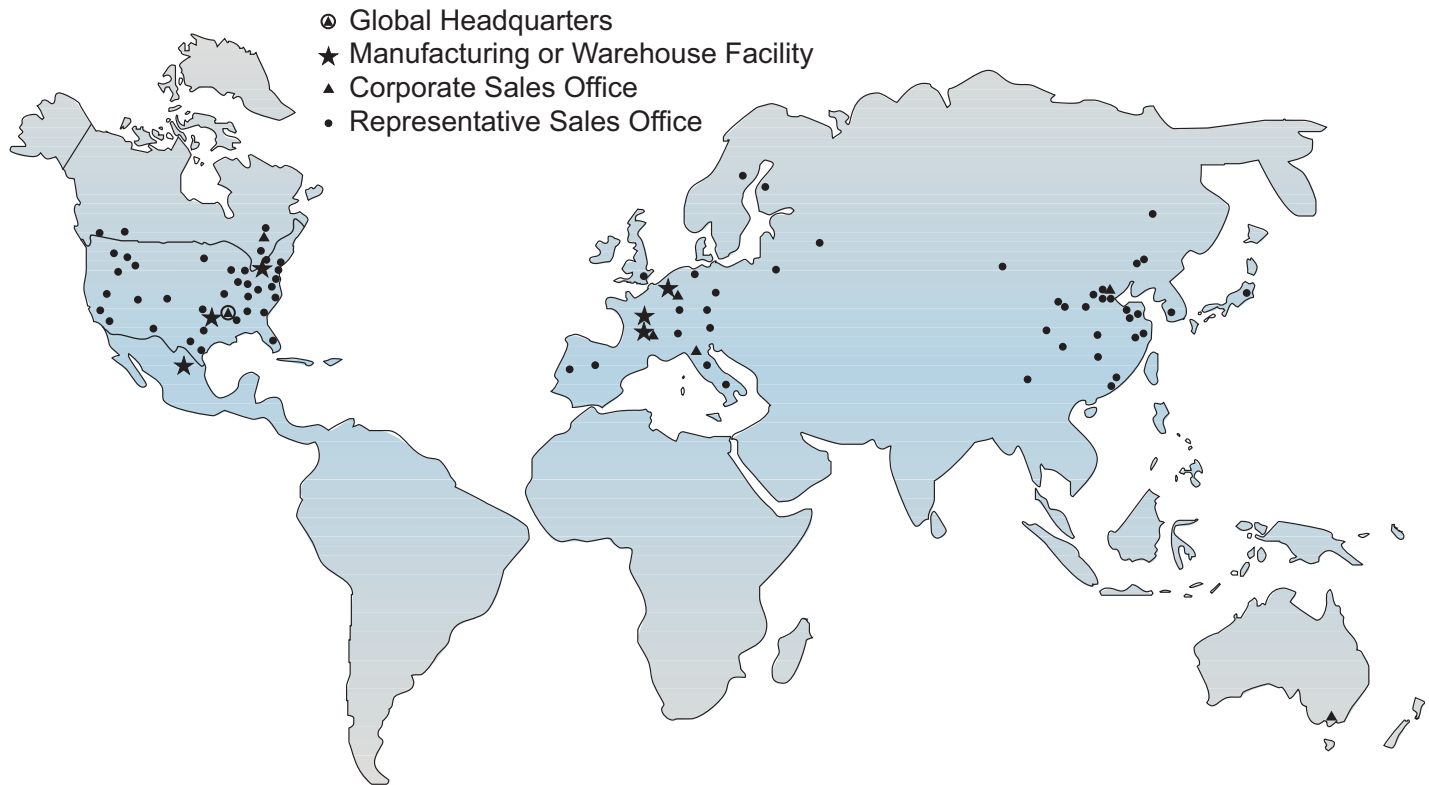 Global Headquarters
Manufacturing or Warehouse Facility
Corporate Sales Office
Representative Sales Office